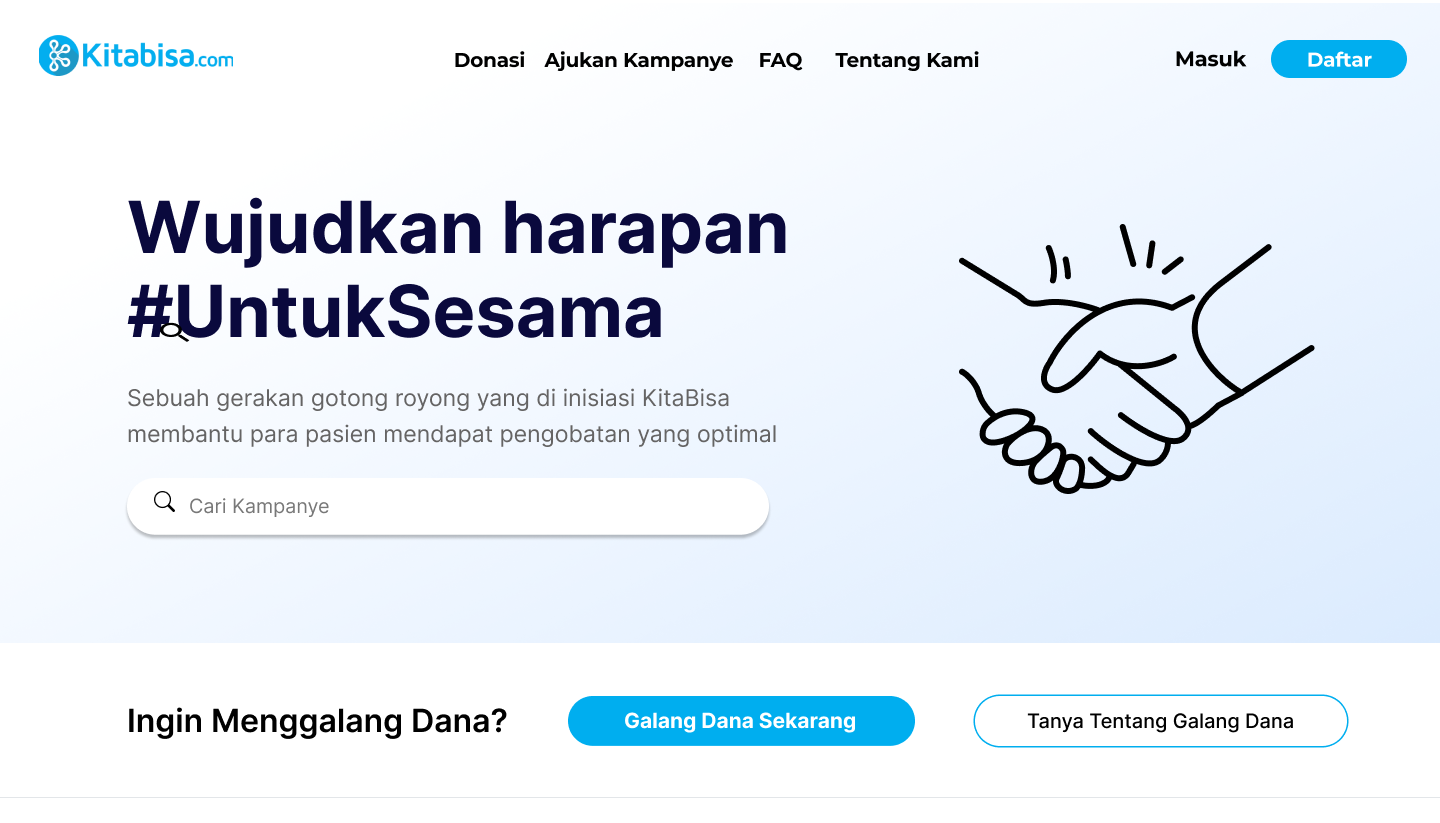 Kitabisa.com
Donasi Ajukan Kampanye FAQ Tentang Kami Masuk Daftar
Wujudkan harapan
#UntukSesama
Sebuah gerakan gotong royong yang di inisiasi KitaBisa
membantu para pasien mendapat pengobatan yang optimal
Cari Kampanye
Ingin Menggalang Dana? Galang Dana Sekarang Tanya Tentang Galang Dana